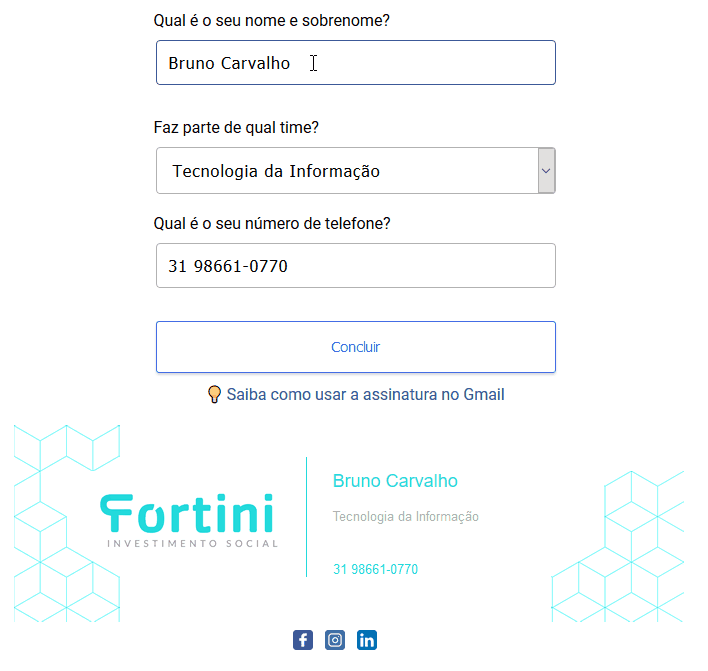 Qual é o seu nome e sobrenome?
Bruno Carvalho
Faz parte de qual time?
Tecnologia da Informação
Qual é o seu número de telefone?
31 98661-0770
Concluir
Saiba como usar a assinatura no Gmail
Fortini
INVESTIMENTO SOCIAL
Bruno Carvalho
Tecnologia da Informação
31 98661-0770